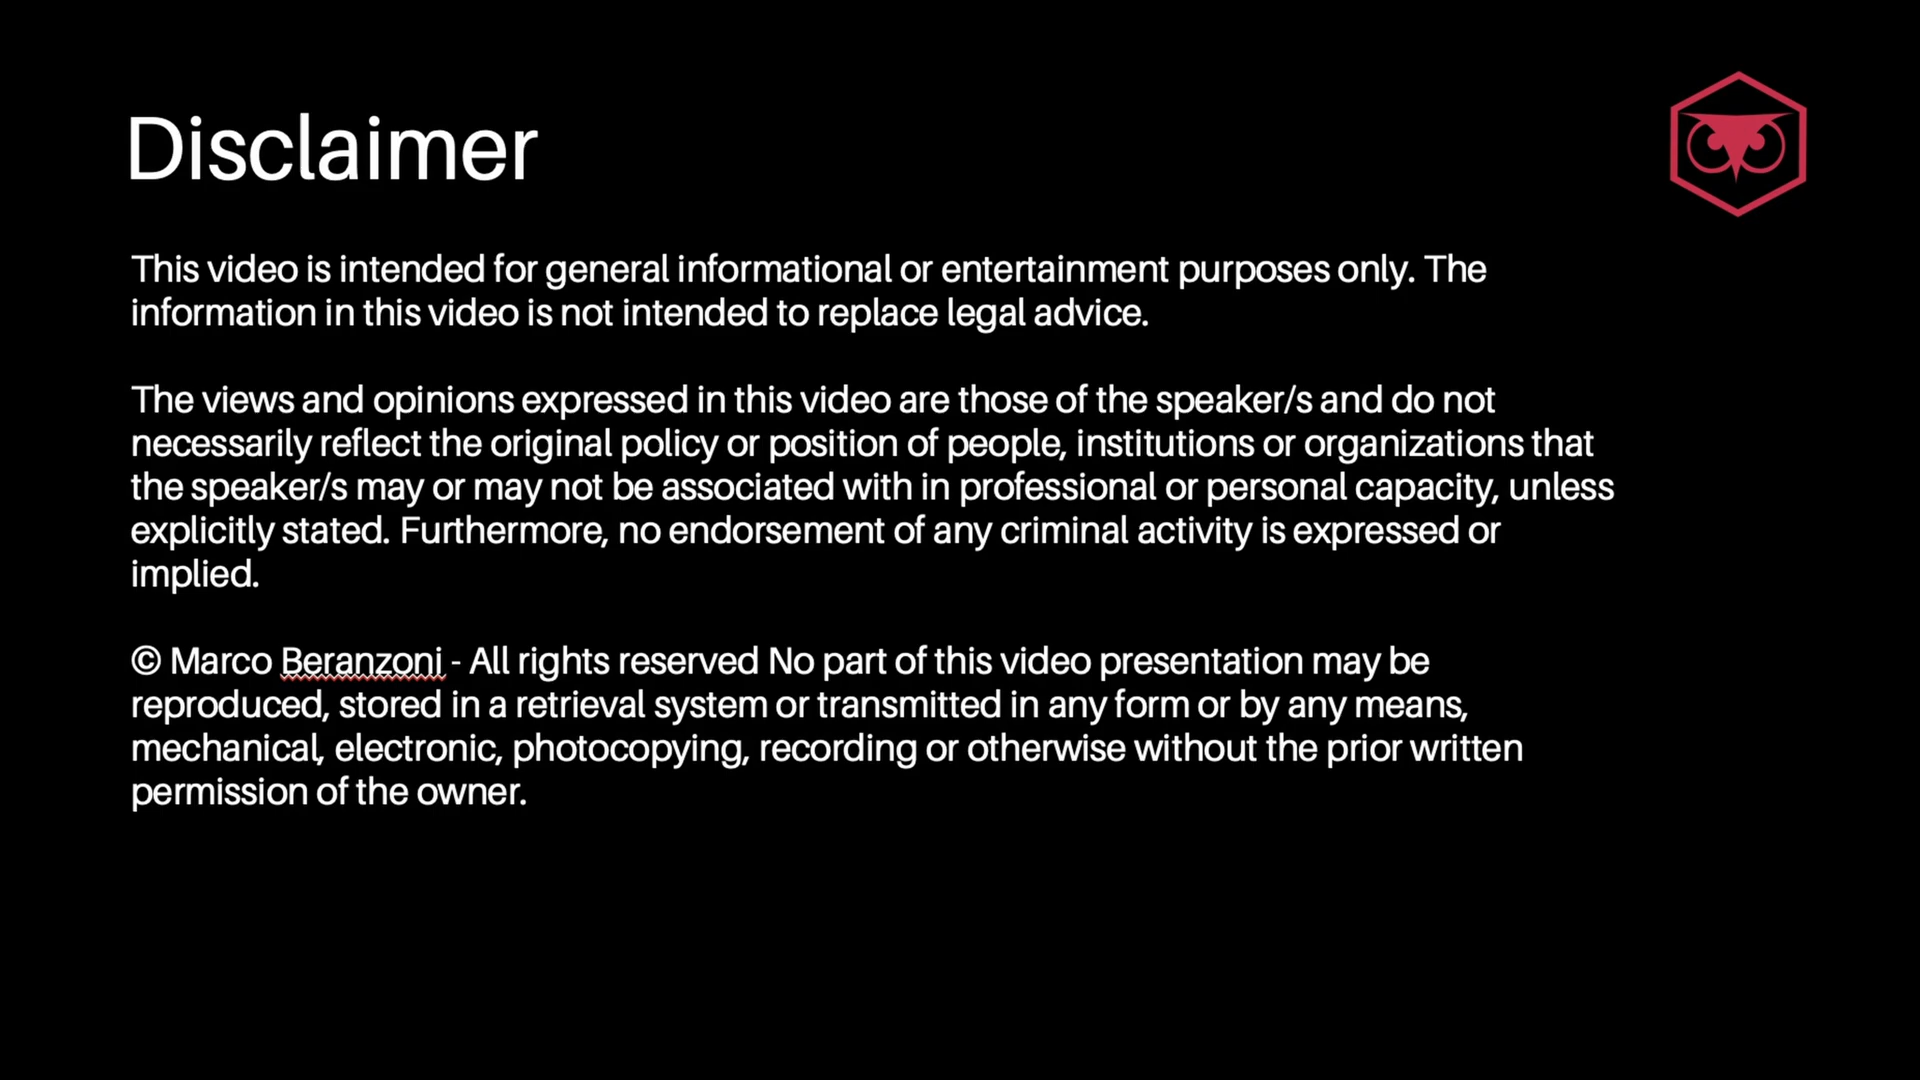 Disclaimer
This video is intended for general informational or entertainment purposes only. The
information in this video is not intended to replace legal advice.
The views and opinions expressed in this video are those of the speaker/s and do not
necessarily reflect the original policy or position of people, institutions or organizations that
the speaker/s may or may not be associated with in professional or personal capacity, unless
explicitly stated. Furthermore, no endorsement of any criminal activity is expressed or
implied.
© Marco Beranzoni - All rights reserved No part of this video presentation may be
reproduced, stored in a retrieval system or transmitted in any form or by any means,
mechanical, electronic, photocopying, recording or otherwise without the prior written
permission of the owner.